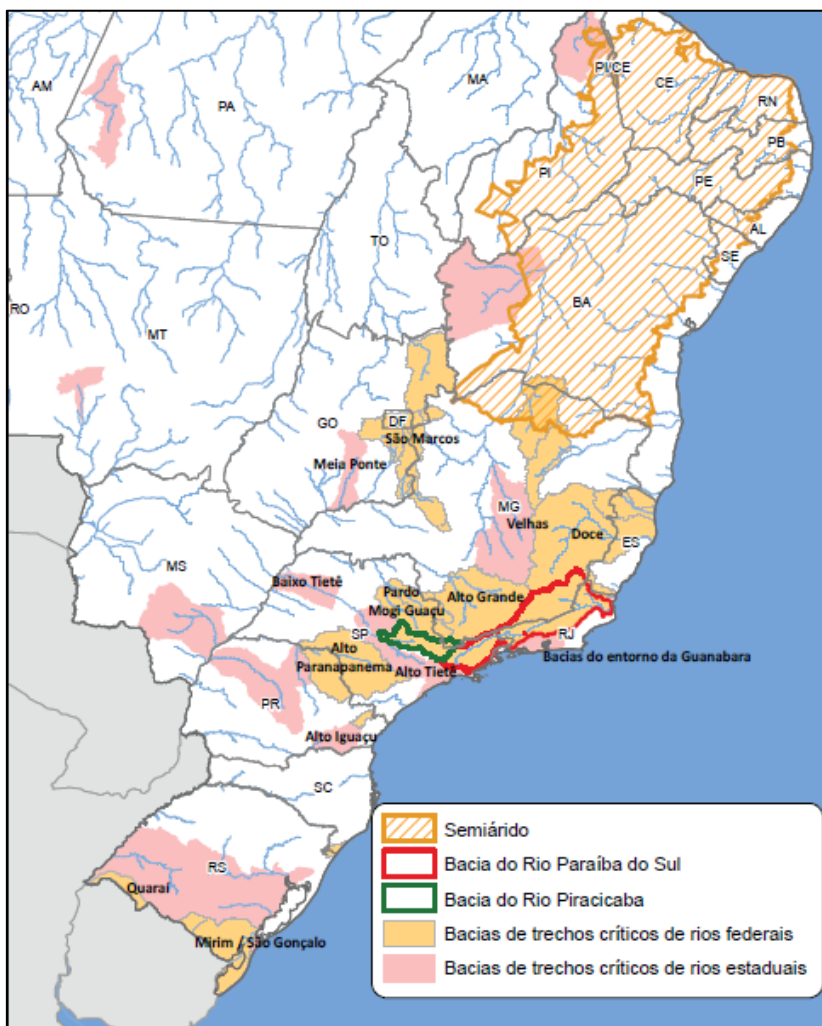 AM
PA
MA
PI/CE
CE
RN
PB
PI
PE
AL
SE
TO
BA
RO
MT
GO
DF
São Marcos
Meia Ponte
MG
Velhas
Doce
ES
MS
Baixo Tietê
Pardo
Mogi Guaçu
Alto Grande
SP
RJ
Alto
Paranapanema
Alto Tietê
Bacias do entorno da Guanabara
PR
Alto Iguaçu
SC
RS
Quaraí
Mirim / São Gonçalo
Semiárido
Bacia do Rio Paraíba do Sul
Bacia do Rio Piracicaba
Bacias de trechos críticos de rios federais
Bacias de trechos críticos de rios estaduais